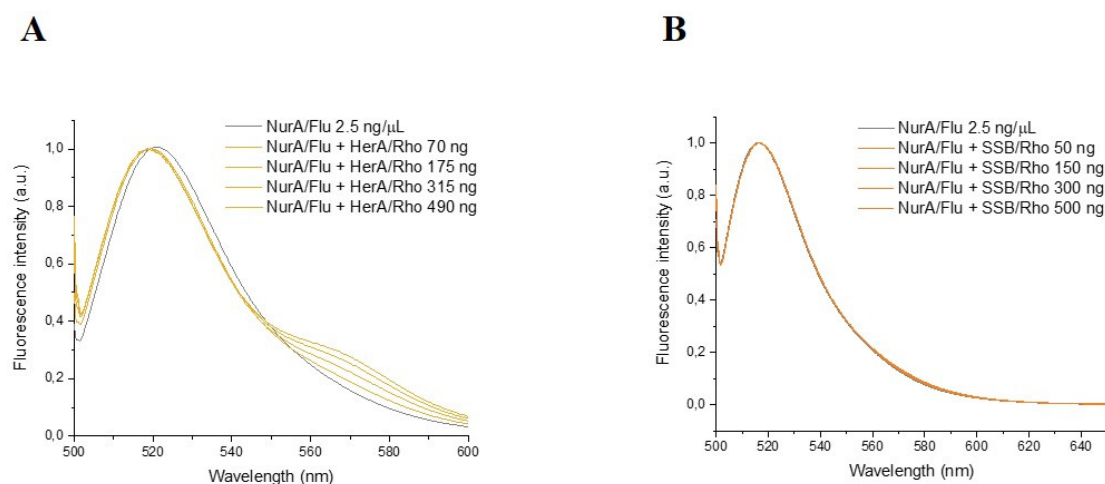 A
B
NurA/Flu 2.5 ng/μL
NurA/Flu + HerA/Rho 70 ng
NurA/Flu + HerA/Rho 175 ng
NurA/Flu + HerA/Rho 315 ng
NurA/Flu + HerA/Rho 490 ng
Fluorescence intensity (a.u.)
1,0
0,8
0,6
0,4
0,2
0,0
500
520
540
560
580
600
Wavelength (nm)
NurA/Flu 2.5 ng/μL
NurA/Flu + SSB/Rho 50 ng
NurA/Flu + SSB/Rho 150 ng
NurA/Flu + SSB/Rho 300 ng
NurA/Flu + SSB/Rho 500 ng
Fluorescence intensity (a.u.)
1,0
0,8
0,6
0,4
0,2
0,0
500
520
540
560
580
600
620
640
Wavelength (nm)